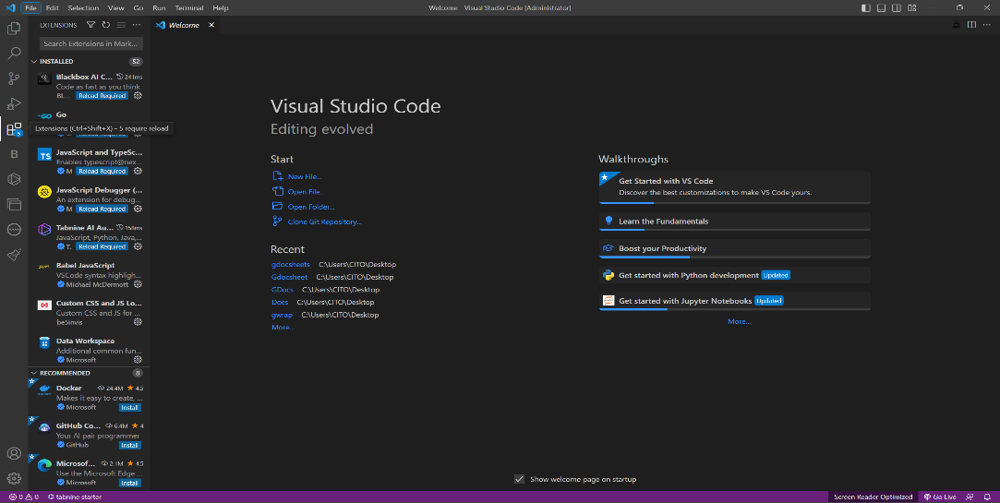 File Edit Selection View Go Run Terminal Help
Welcome - Visual Studio Code [Administrator]
EXTENSIONS
Welcome
Search Extensions in Mark...
INSTALLED 52
Blackbox AI C... 241ms
Code as fast as you think
Bl... Reload Required
Go
Extensions (Ctrl+Shift+X) - 5 require reload
5
B
JavaScript and TypeSc...
Enables typescript@nex...
M Reload Required
JavaScript Debugger (...
An extension for debug...
M Reload Required
Tabnine AI Au... 158ms
JavaScript, Python, Java,...
T. Reload Required
Babel JavaScript
VSCode syntax highligh...
Michael McDermott
Custom CSS and JS Lo...
Custom CSS and JS for ...
be5invis
Data Workspace
Additional common fun...
Microsoft
RECOMMENDED 8
Docker 24.4M 4.5
Makes it easy to create, ...
Microsoft Install
GitHub Co... 6.4M 4
Your AI pair programmer
GitHub Install
Microsof... 2.1M 4.5
Use the Microsoft Edge ...
Microsoft Install
Visual Studio Code
Editing evolved
Start
New File...
Open File...
Open Folder...
Clone Git Repository...
Recent
gdocsheets C:\Users\CITO\Desktop
Gdocsheet C:\Users\CITO\Desktop
GDocs C:\Users\CITO\Desktop
Docs C:\Users\CITO\Desktop
gwrap C:\Users\CITO\Desktop
More...
Walkthroughs
Get Started with VS Code
Discover the best customizations to make VS Code yours.
Learn the Fundamentals
Boost your Productivity
Get started with Python development Updated
Get started with Jupyter Notebooks Updated
More...
Show welcome page on startup
0 0 tabnine starter
Screen Reader Optimized Go Live